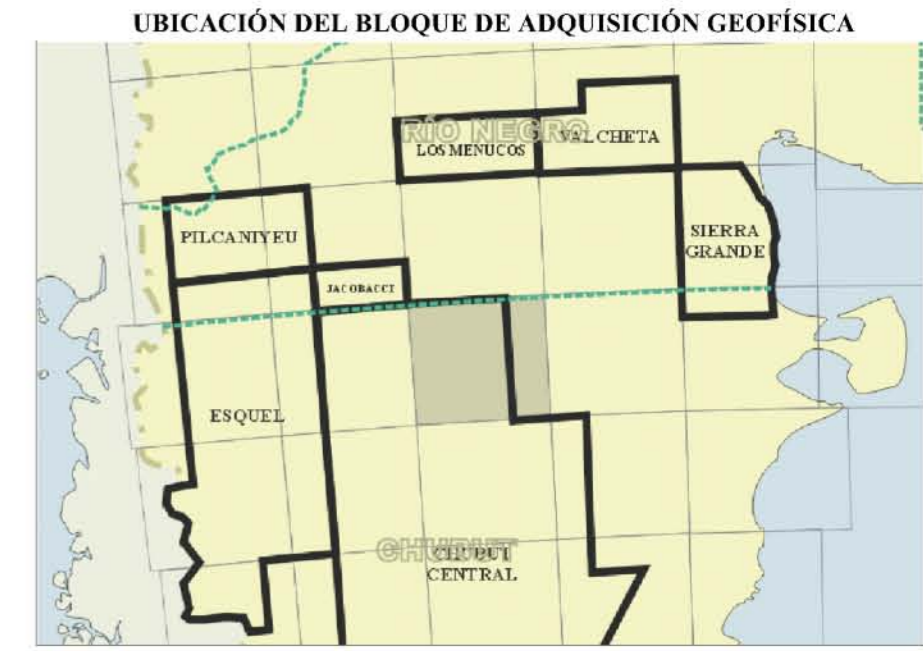 UBICACIÓN DEL BLOQUE DE ADQUISICIÓN GEOFÍSICA
RÍO NEGRO
LOS MENUCOS
VALCHETA
PILCANIYEU
SIERRA
GRANDE
JACOBACCI
ESQUEL
CHUBUT
CHUBUT
CENTRAL